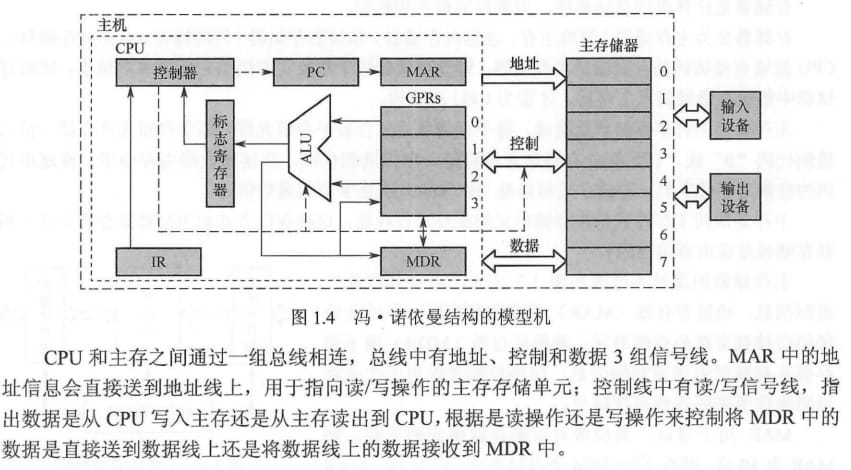 主机
CPU
控制器
PC
MAR
地址
主存储器
标志寄存器
ALU
GPRs
0
1
2
3
控制
IR
MDR
数据
0
1
2
3
4
5
6
7
输入设备
输出设备
图 1.4 冯·诺依曼结构的模型机
CPU 和主存之间通过一组总线相连，总线中有地址、控制和数据 3 组信号线。MAR 中的地
址信息会直接送到地址线上，用于指向读/写操作的主存存储单元；控制线中有读/写信号线，指
出数据是从 CPU 写入主存还是从主存读出到 CPU，根据是读操作还是写操作来控制将 MDR 中的
数据是直接送到数据线上还是将数据线上的数据接收到 MDR 中。